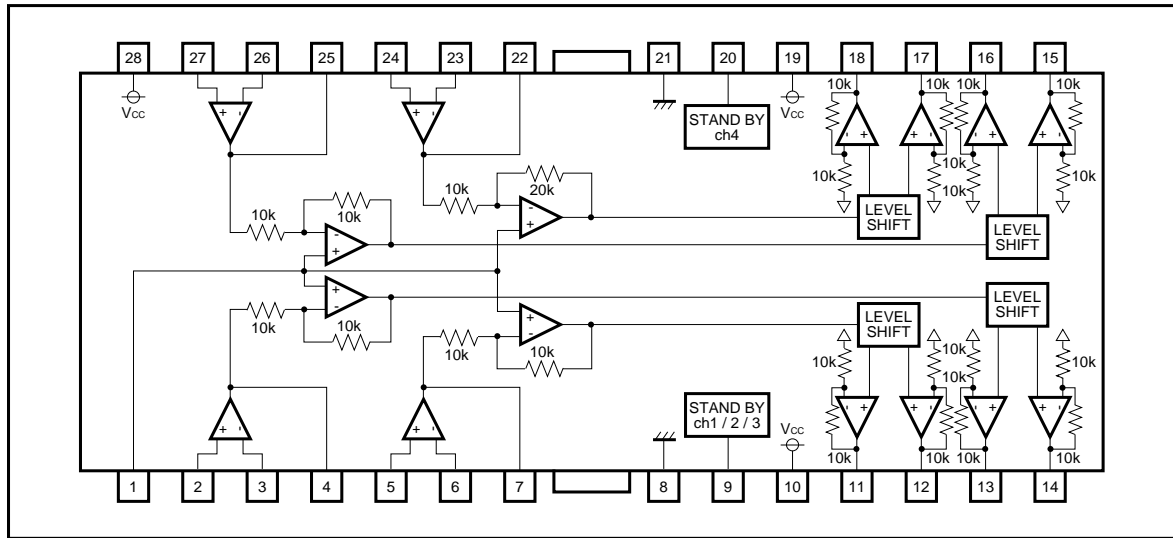 28 27 26 25 24 23 22 21 20 19 18 17 16 15
Vcc
STAND BY
ch4
Vcc
10k 10k 10k 10k
+ - + - - + - + + - + -
10k 10k 10k 10k
LEVEL
SHIFT
LEVEL
SHIFT
10k 20k
- +
10k 10k
- +
+ -
10k 10k
+ -
10k 10k
LEVEL
SHIFT
LEVEL
SHIFT
10k 10k 10k 10k
STAND BY
ch1 / 2 / 3
Vcc
+ - + - - + - + - + + -
10k 10k 10k 10k
1 2 3 4 5 6 7 8 9 10 11 12 13 14